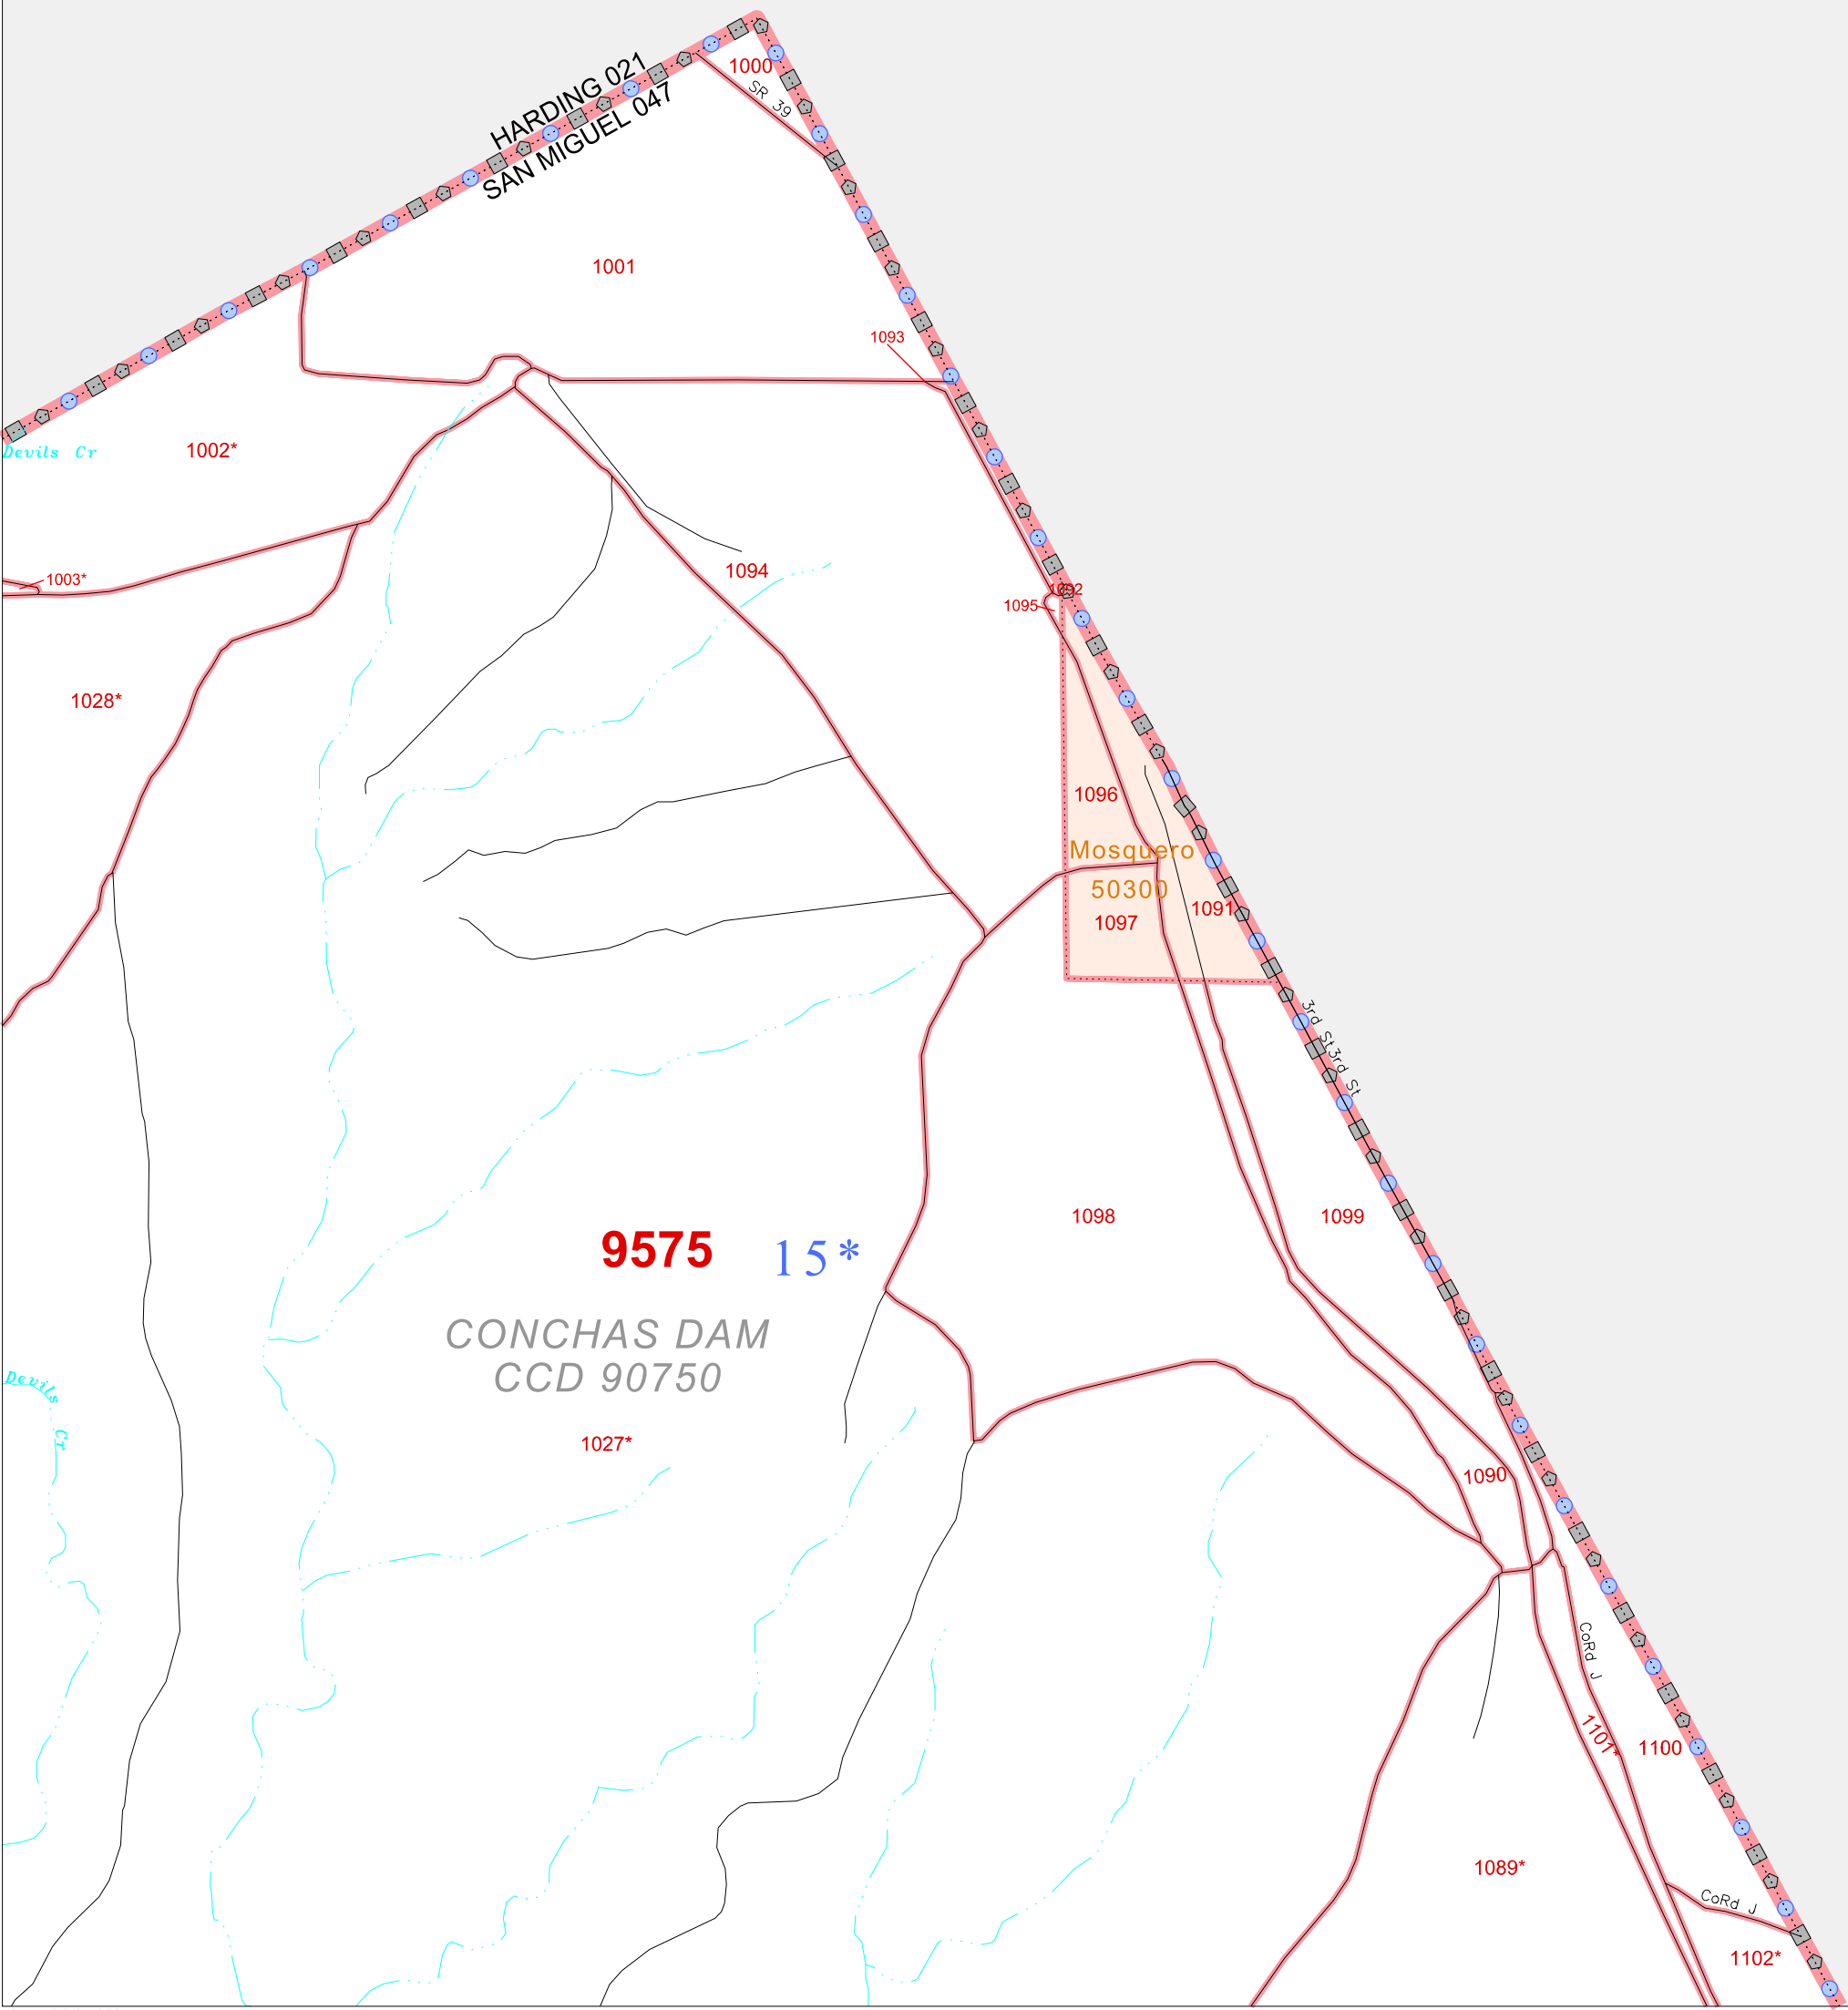 HARDING 021
SAN MIGUEL 047
1000
SR 39
1001
1093
Devils Cr
1002*
1003*
1094
1092
1095
1028*
1096
Mosquero
50300
1097
1091
3rd St
3rd St
1098
1099
9575
15*
CONCHAS DAM
CCD 90750
Devils Cr
1027*
1090
CoRd J
1101*
1100
1089*
CoRd J
1102*